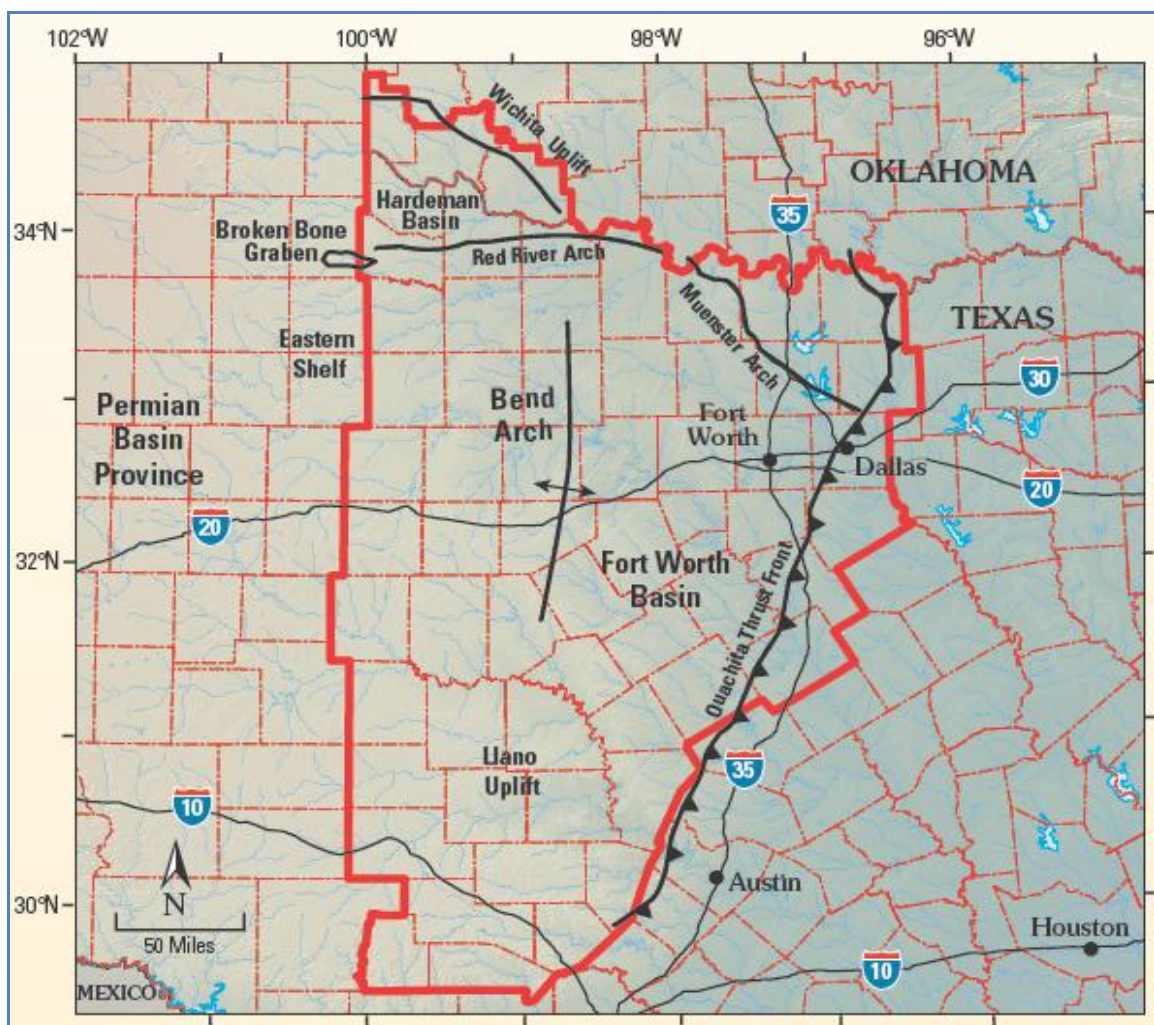 102°W
100°W
98°W
96°W
Wichita Uplift
OKLAHOMA
35
Hardeman
Basin
34°N
Broken Bone
Graben
Red River Arch
Muenster Arch
TEXAS
Eastern
Shelf
30
Permian
Basin
Province
Bend
Arch
Fort
Worth
Dallas
20
20
32°N
Fort Worth
Basin
Ouachita Thrust Front
Llano
Uplift
35
10
N
50 Miles
30°N
Austin
Houston
10
MEXICO